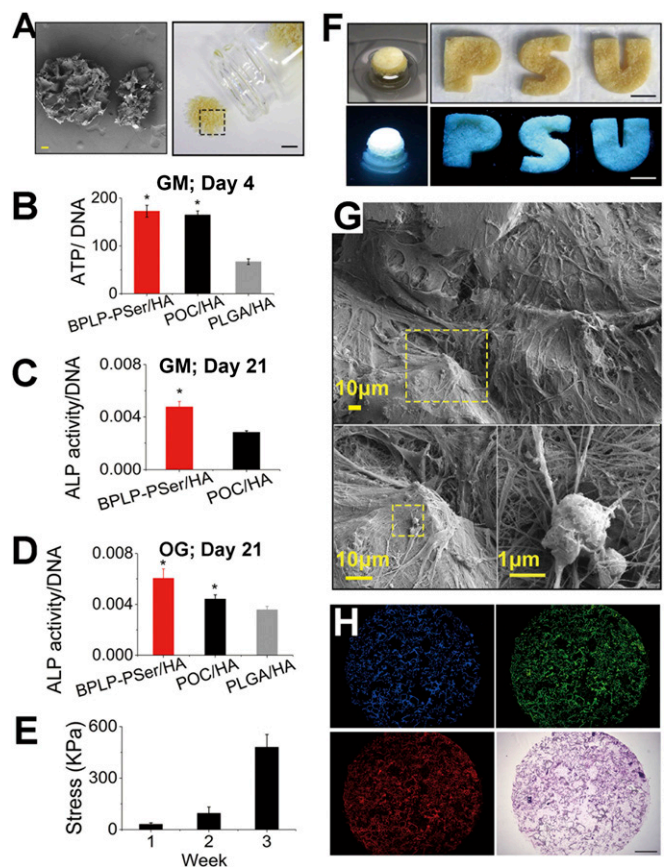 A
B
GM; Day 4
ATP/ DNA
200
100
0
*
*
BPLP-PSer/HA
POC/HA
PLGA/HA
C
GM; Day 21
ALP activity/DNA
0.008
0.004
0.000
*
BPLP-PSer/HA
POC/HA
D
OG; Day 21
ALP activity/DNA
0.008
0.004
0.000
*
*
BPLP-PSer/HA
POC/HA
PLGA/HA
E
Stress (KPa)
600
300
0
1 2 3
Week
F
P S U
P S U
G
10μm
10μm
1μm
H